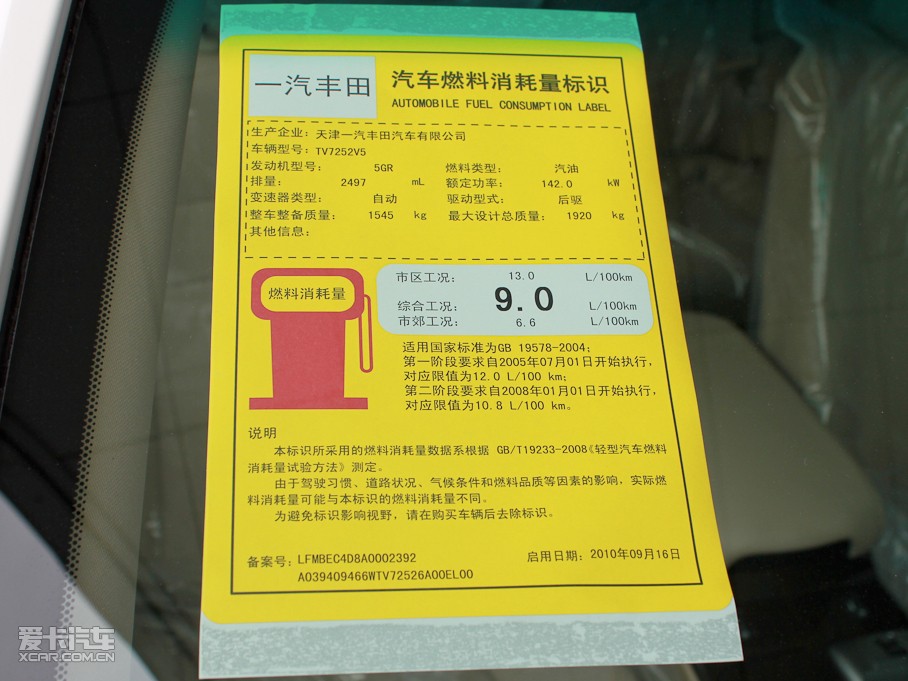 一汽丰田
汽车燃料消耗量标识
AUTOMOBILE FUEL CONSUMPTION LABEL
生产企业：天津一汽丰田汽车有限公司
车辆型号：TV7252V5
发动机型号： 5GR 燃料类型： 汽油
排量： 2497 mL 额定功率： 142.0 kW
变速器类型： 自动 驱动型式： 后驱
整车整备质量： 1545 kg 最大设计总质量： 1920 kg
其他信息：
燃料消耗量
市区工况： 13.0 L/100km
综合工况： 9.0 L/100km
市郊工况： 6.6 L/100km
适用国家标准为GB 19578-2004；
第一阶段要求自2005年07月01日开始执行，
对应限值为12.0 L/100 km；
第二阶段要求自2008年01月01日开始执行，
对应限值为10.8 L/100 km。
说明
本标识所采用的燃料消耗量数据系根据 GB/T19233-2008《轻型汽车燃料
消耗量试验方法》测定。
由于驾驶习惯、道路状况、气候条件和燃料品质等因素的影响，实际燃
料消耗量可能与本标识的燃料消耗量不同。
为避免标识影响视野，请在购买车辆后去除标识。
备案号：LFMBEC4D8A0002392 启用日期：2010年09月16日
A039409466WTV72526A00EL00
爱卡汽车
XCAR.COM.CN